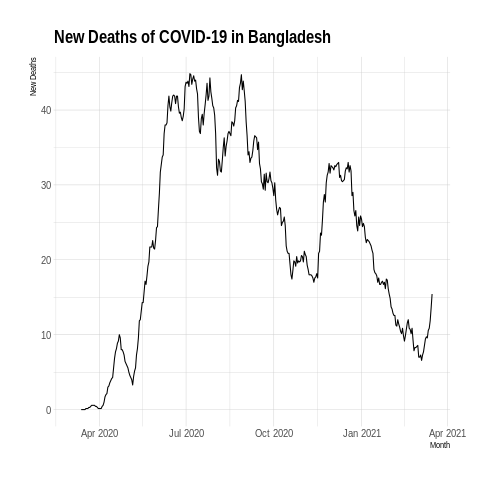 New Deaths of COVID-19 in Bangladesh
New Deaths
40
30
20
10
0
Apr 2020 Jul 2020 Oct 2020 Jan 2021 Apr 2021
Month